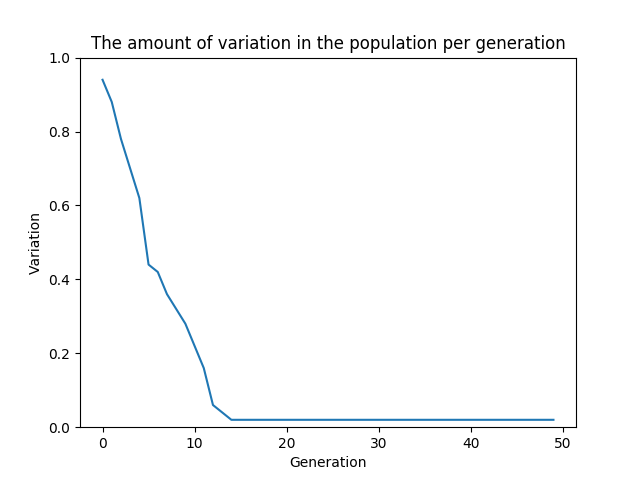 The amount of variation in the population per generation
1.0
0.8
0.6
0.4
0.2
0.0
Variation
0 10 20 30 40 50
Generation